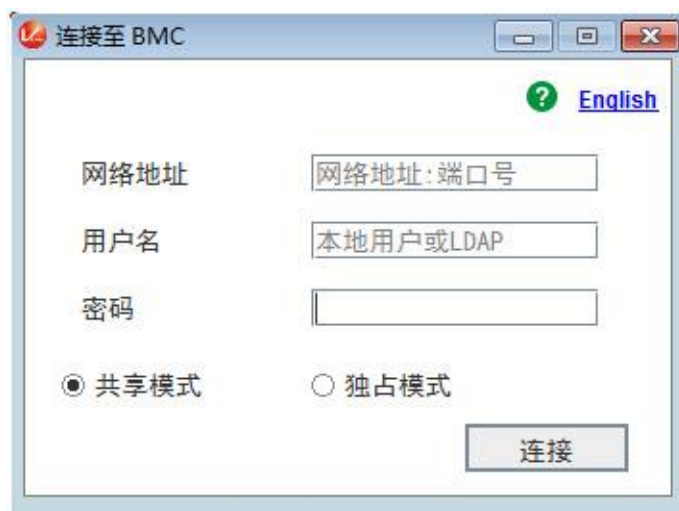 连接至 BMC
? English
网络地址 网络地址:端口号
用户名 本地用户或LDAP
密码
共享模式 独占模式
连接